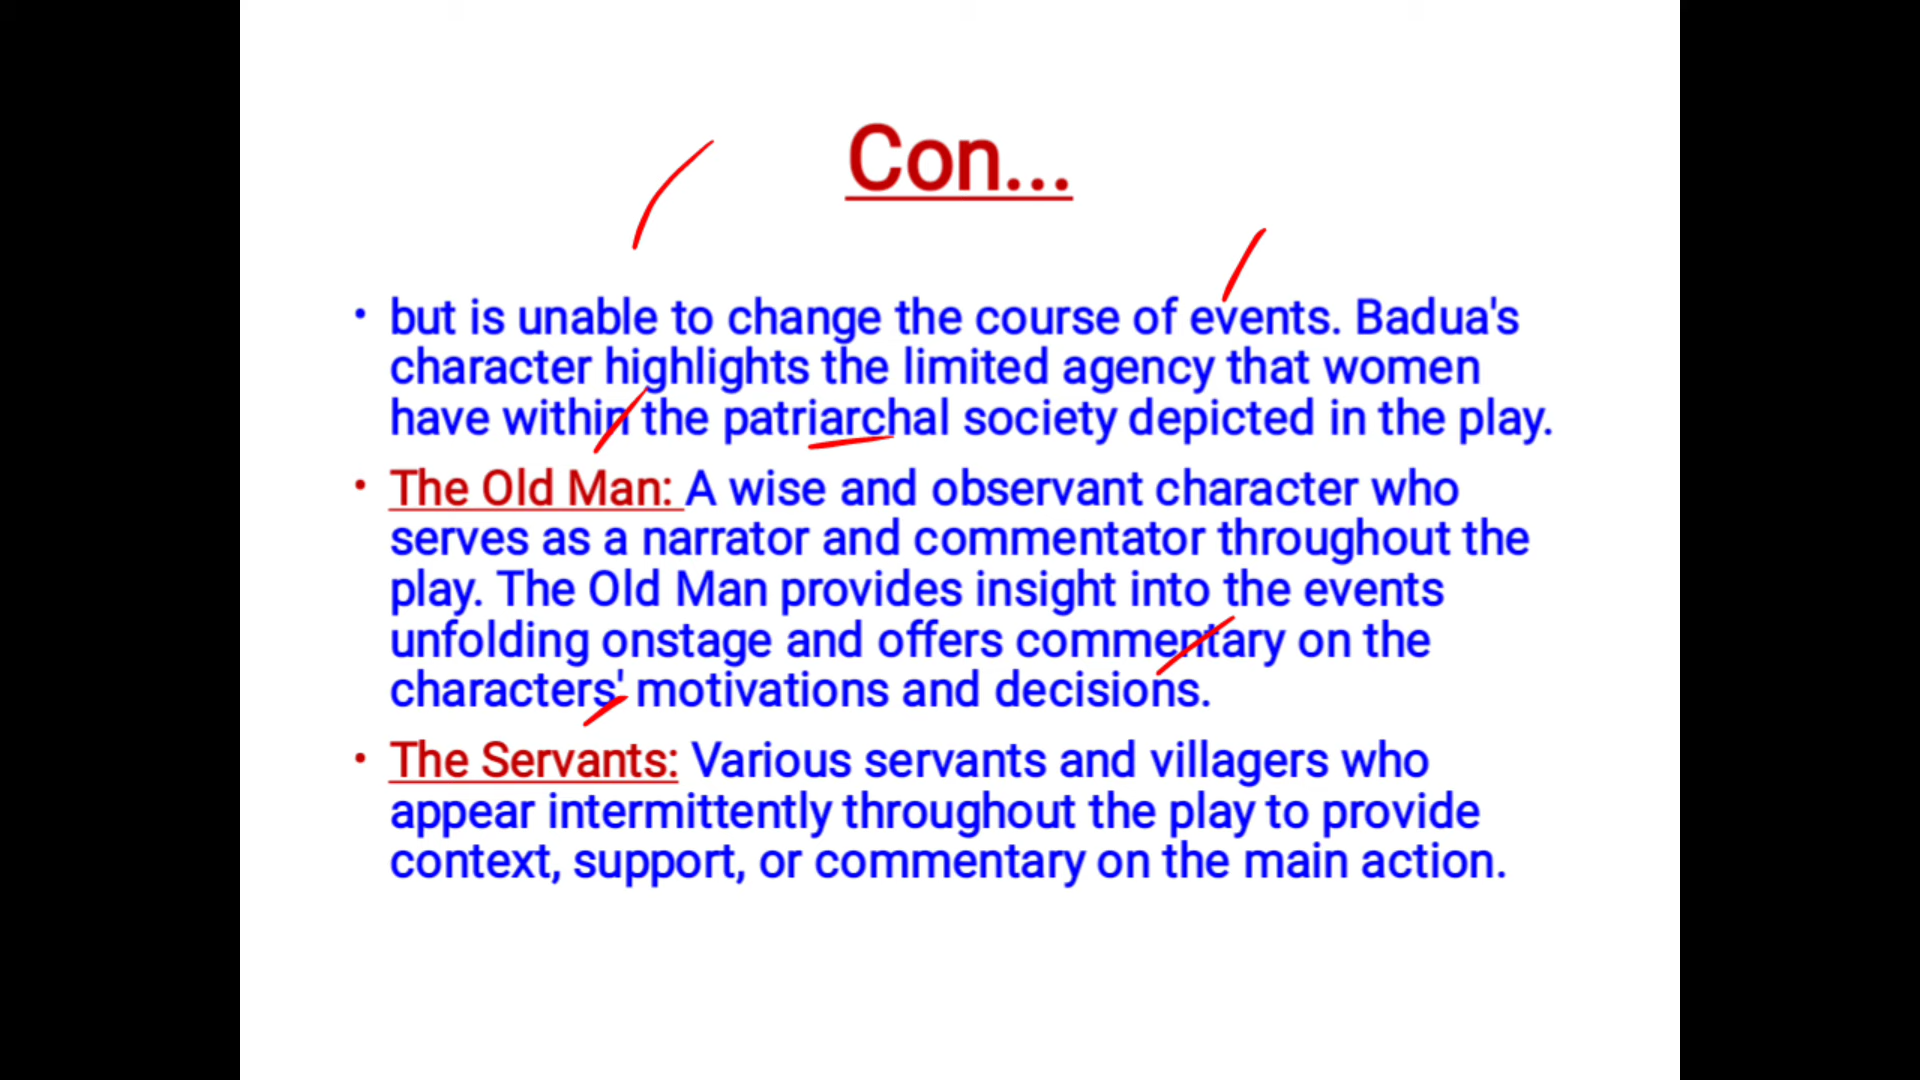 Con...
• but is unable to change the course of events. Badua's
character highlights the limited agency that women
have within the patriarchal society depicted in the play.
• The Old Man: A wise and observant character who
serves as a narrator and commentator throughout the
play. The Old Man provides insight into the events
unfolding onstage and offers commentary on the
characters' motivations and decisions.
• The Servants: Various servants and villagers who
appear intermittently throughout the play to provide
context, support, or commentary on the main action.